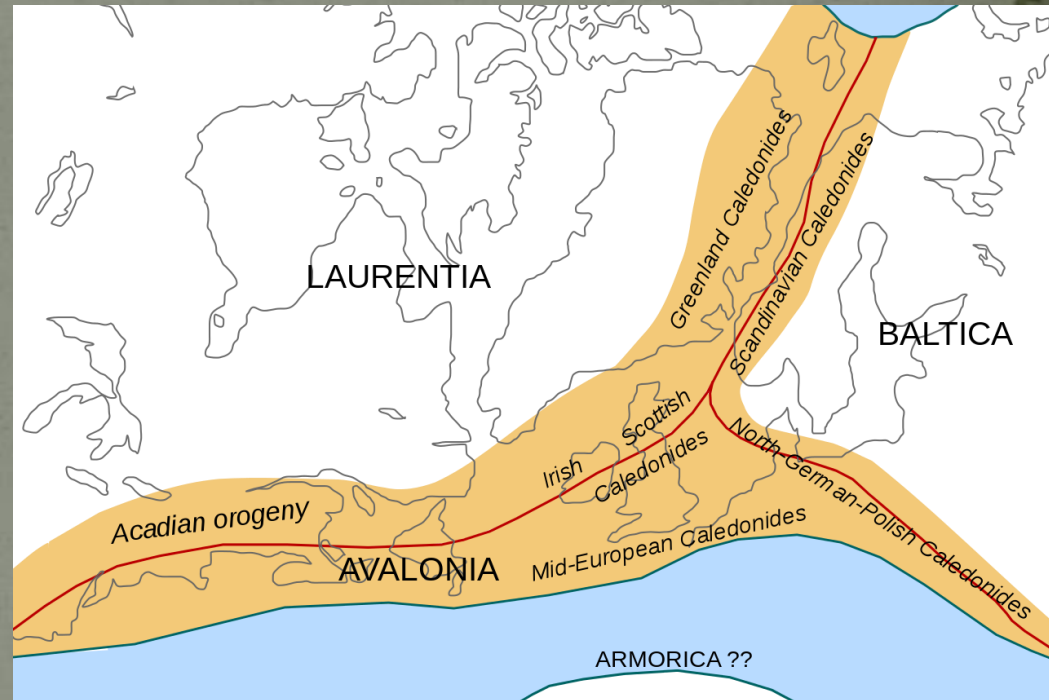 Greenland Caledonides
Scandinavian Caledonides
LAURENTIA
BALTICA
Scottish
Irish
Caledonides
North-German-Polish Caledonides
Acadian orogeny
Mid-European Caledonides
AVALONIA
ARMORICA ??